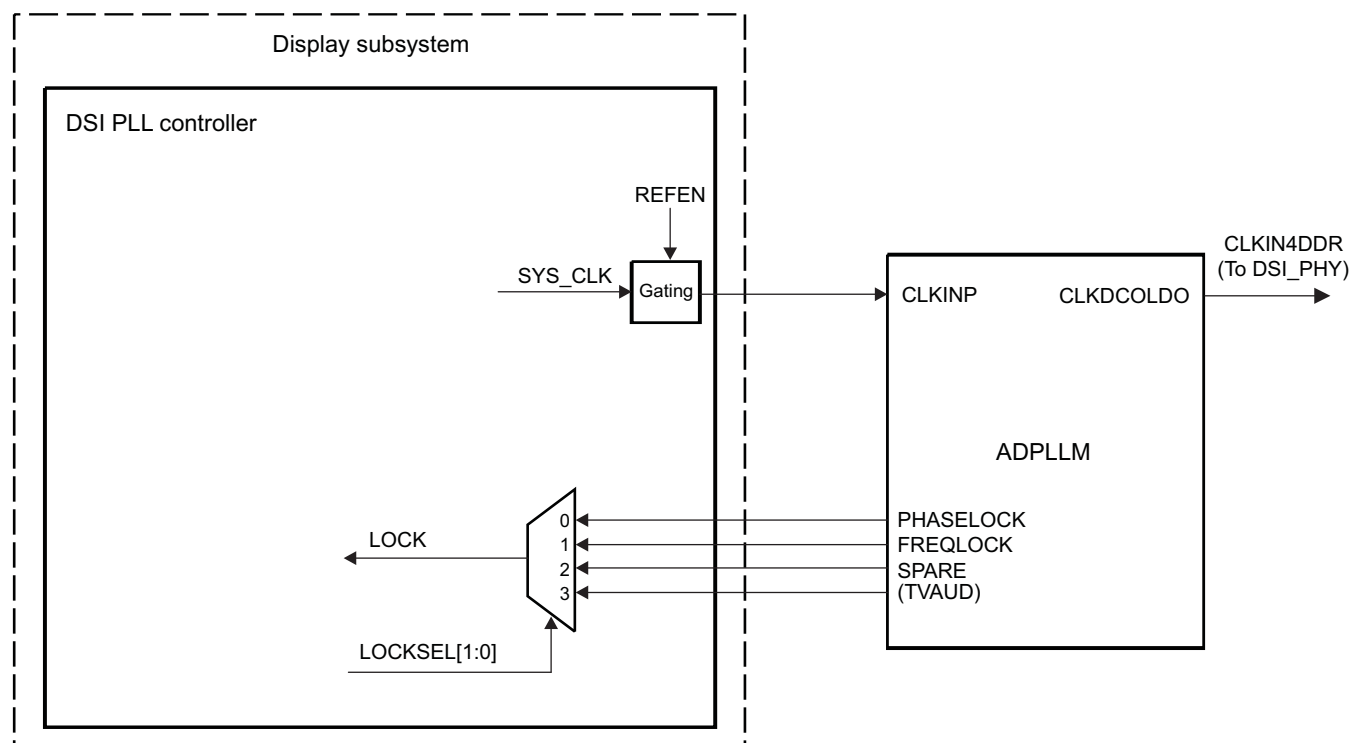 Display subsystem
DSI PLL controller
REFEN
SYS_CLK
Gating
CLKINP
CLKDCOLDO
CLKIN4DDR
(To DSI_PHY)
ADPLLM
LOCK
0
1
2
3
PHASELOCK
FREQLOCK
SPARE
(TVAUD)
LOCKSEL[1:0]